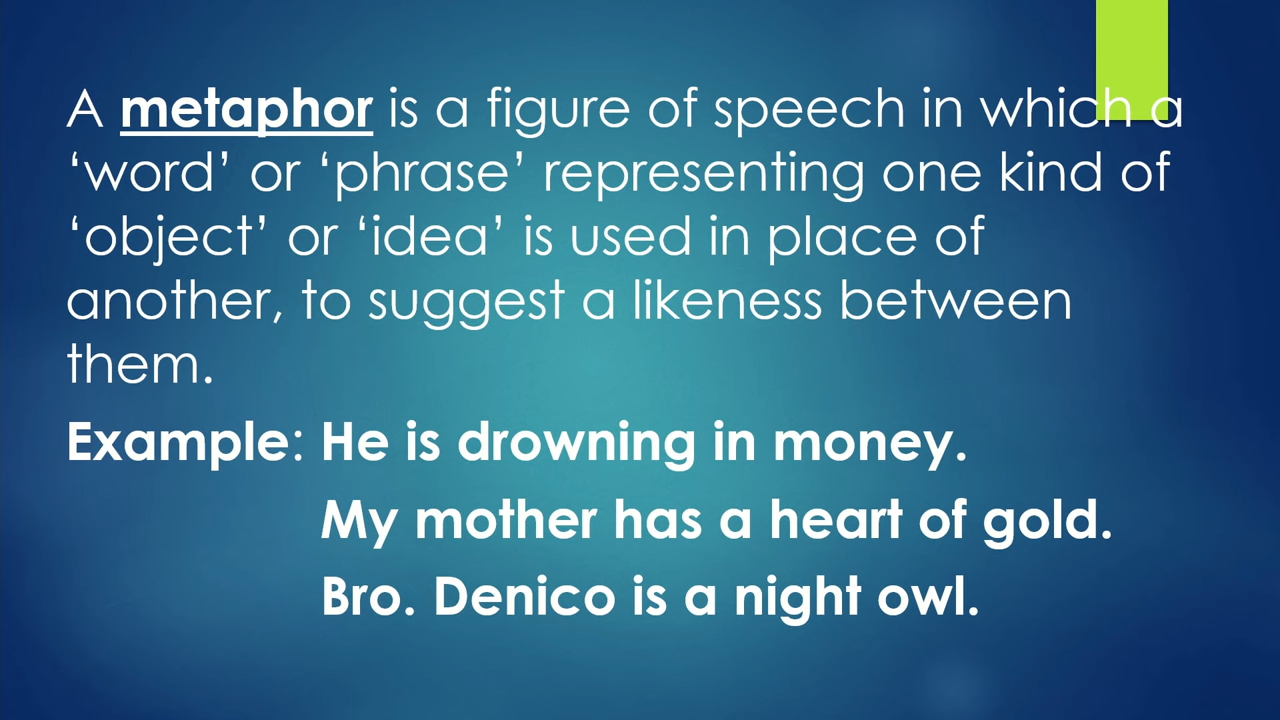 A metaphor is a figure of speech in which a
‘word’ or ‘phrase’ representing one kind of
‘object’ or ‘idea’ is used in place of
another, to suggest a likeness between
them.
Example: He is drowning in money.
My mother has a heart of gold.
Bro. Denico is a night owl.